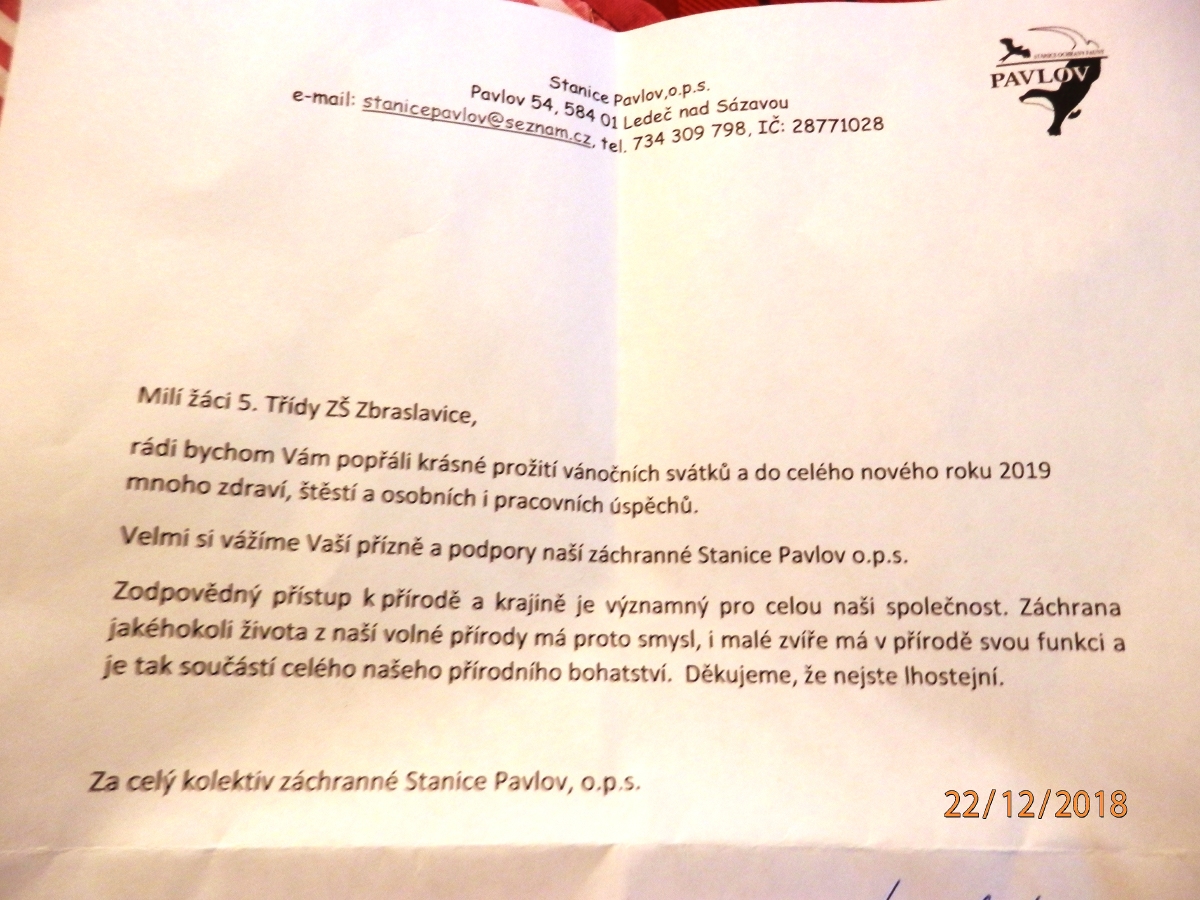 STANICE OCHRANY FAUNY
PAVLOV
Stanice Pavlov,o.p.s.
Pavlov 54, 584 01 Ledeč nad Sázavou
e-mail: stanicepavlov@seznam.cz, tel. 734 309 798, IČ: 28771028
Milí žáci 5. Třídy ZŠ Zbraslavice,
rádi bychom Vám popřáli krásné prožití vánočních svátků a do celého nového roku 2019
mnoho zdraví, štěstí a osobních i pracovních úspěchů.
Velmi si vážíme Vaší přízně a podpory naší záchranné Stanice Pavlov o.p.s.
Zodpovědný přístup k přírodě a krajině je významný pro celou naši společnost. Záchrana
jakéhokoli života z naší volné přírody má proto smysl, i malé zvíře má v přírodě svou funkci a
je tak součástí celého našeho přírodního bohatství. Děkujeme, že nejste lhostejní.
Za celý kolektiv záchranné Stanice Pavlov, o.p.s.
22/12/2018